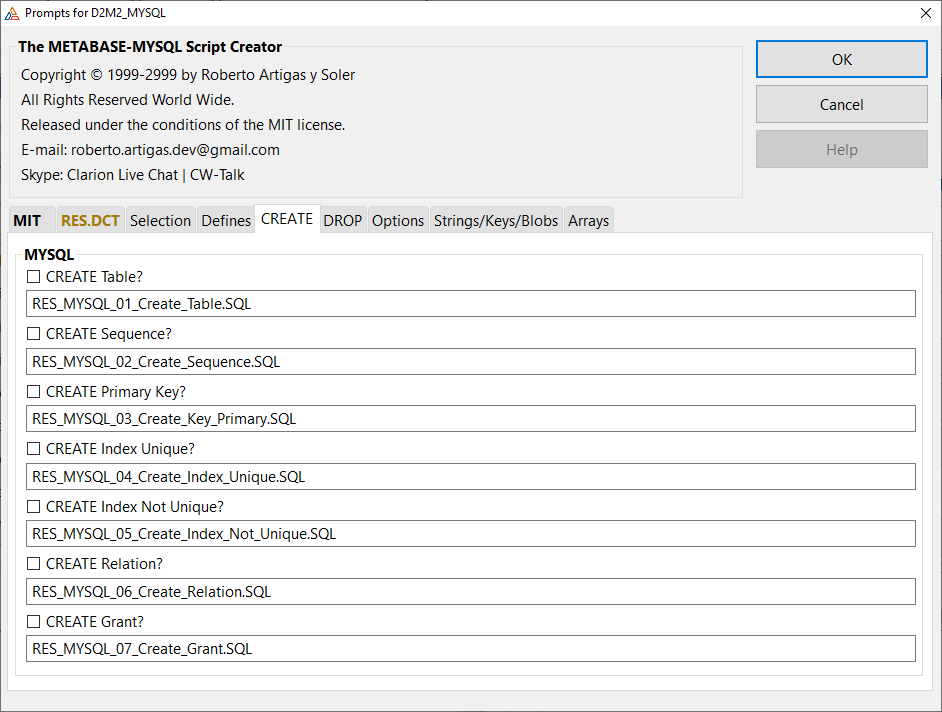 Prompts for D2M2_MYSQL
The METABASE-MYSQL Script Creator
Copyright © 1999-2999 by Roberto Artigas y Soler
All Rights Reserved World Wide.
Released under the conditions of the MIT license.
E-mail: roberto.artigas.dev@gmail.com
Skype: Clarion Live Chat | CW-Talk
OK
Cancel
Help
MIT RES.DCT Selection Defines CREATE DROP Options Strings/Keys/Blobs Arrays
MYSQL
CREATE Table?
RES_MYSQL_01_Create_Table.SQL
CREATE Sequence?
RES_MYSQL_02_Create_Sequence.SQL
CREATE Primary Key?
RES_MYSQL_03_Create_Key_Primary.SQL
CREATE Index Unique?
RES_MYSQL_04_Create_Index_Unique.SQL
CREATE Index Not Unique?
RES_MYSQL_05_Create_Index_Not_Unique.SQL
CREATE Relation?
RES_MYSQL_06_Create_Relation.SQL
CREATE Grant?
RES_MYSQL_07_Create_Grant.SQL